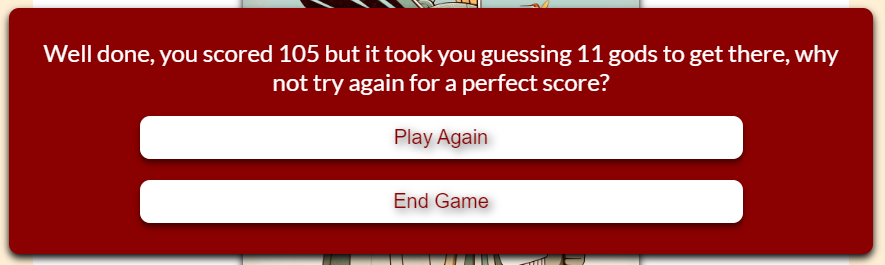 Well done, you scored 105 but it took you guessing 11 gods to get there, why
not try again for a perfect score?
Play Again
End Game